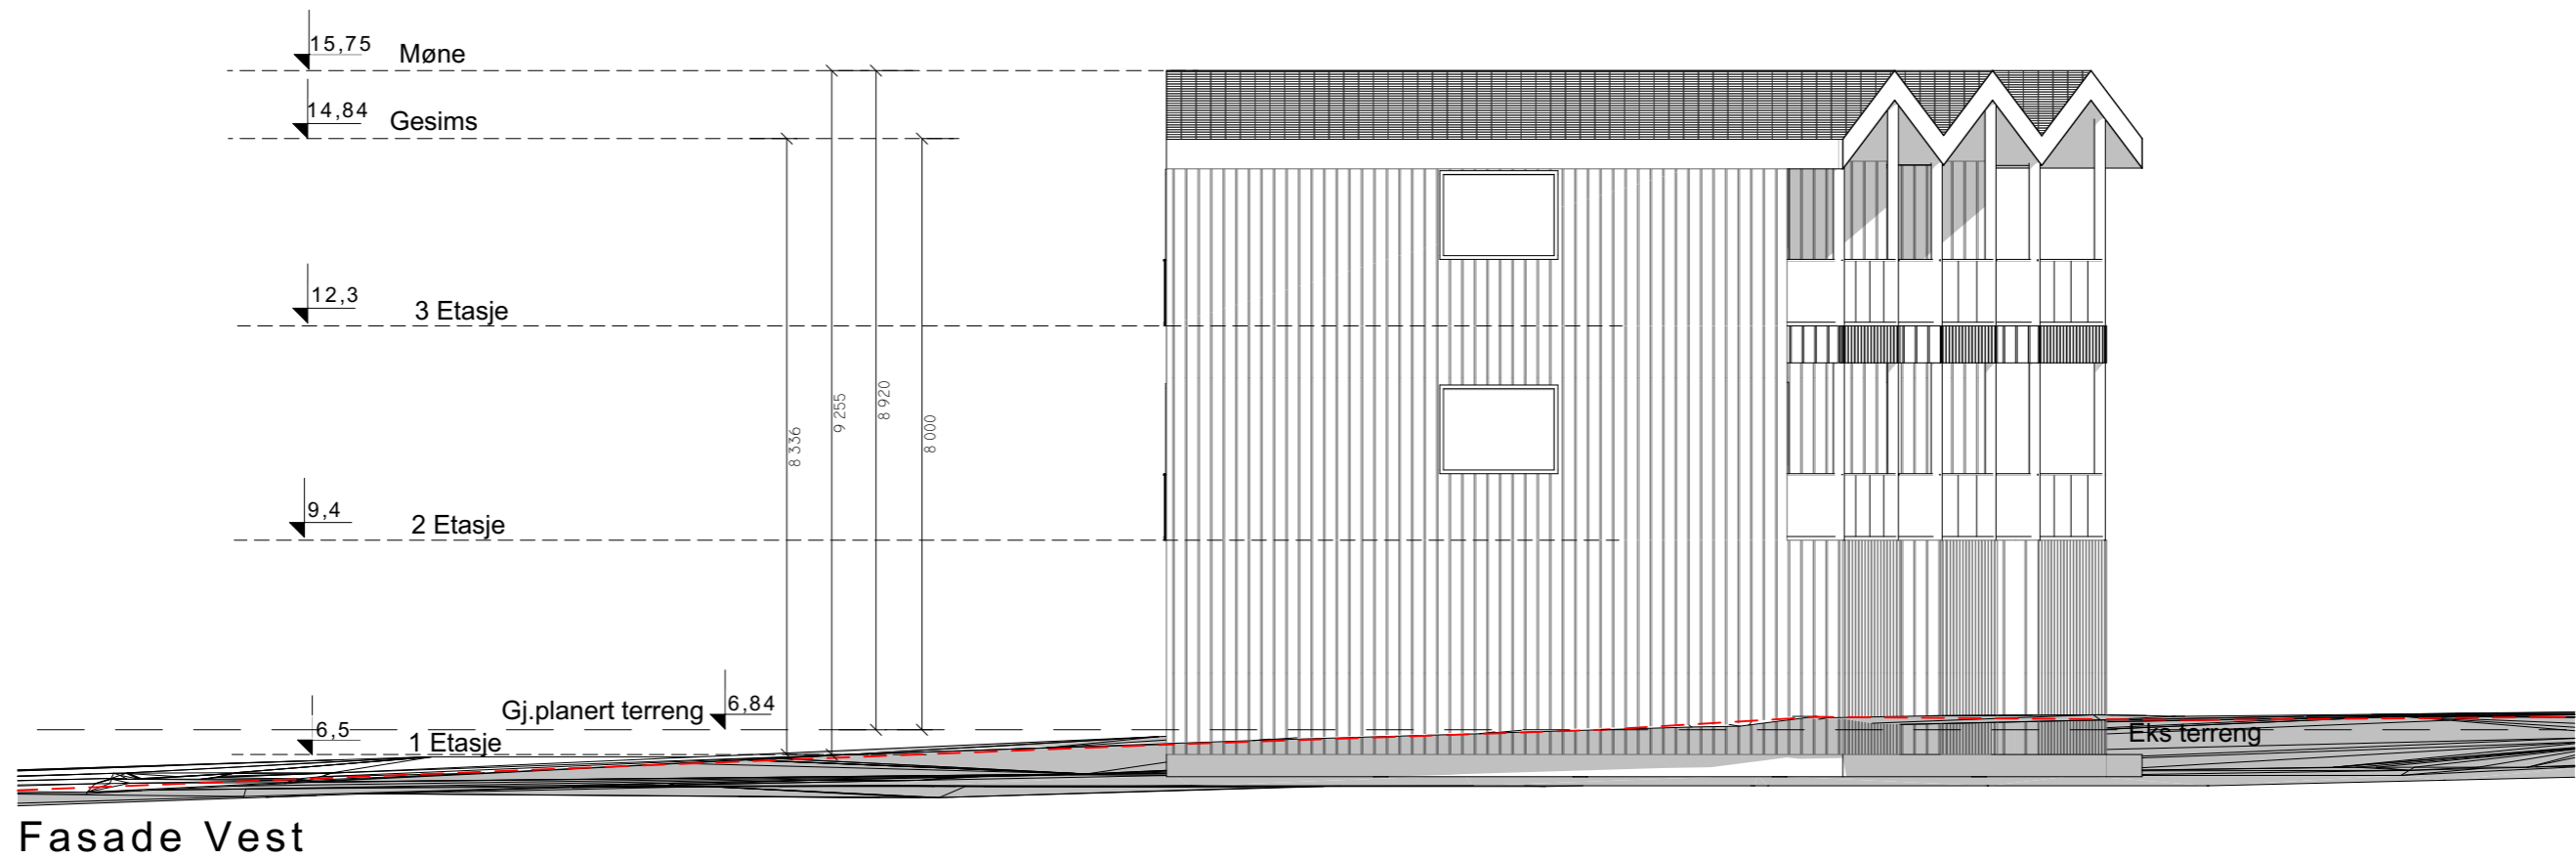 15,75
Møne
14,84
Gesims
12,3
3 Etasje
9 255
8 920
8 000
8 336
9,4
2 Etasje
Gj.planert terreng
6,84
6,5
1 Etasje
Eks terreng
Fasade Vest